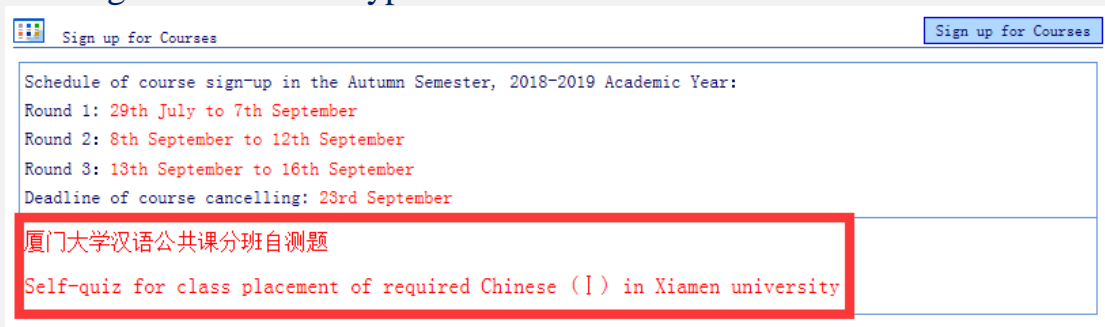 Sign up for Courses
Sign up for Courses
Schedule of course sign-up in the Autumn Semester, 2018-2019 Academic Year:
Round 1: 29th July to 7th September
Round 2: 8th September to 12th September
Round 3: 13th September to 16th September
Deadline of course cancelling: 23rd September
厦门大学汉语公共课分班自测题
Self-quiz for class placement of required Chinese (Ⅰ) in Xiamen university